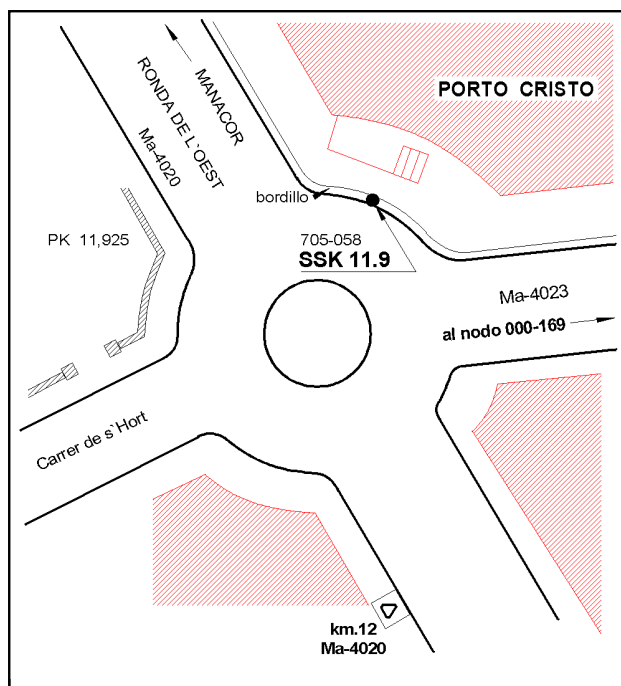 PORTO CRISTO
MANACOR
RONDA DE L`OEST
Ma-4020
bordillo
PK 11,925
705-058
SSK 11.9
Ma-4023
al nodo 000-169
Carrer de s`Hort
km.12
Ma-4020